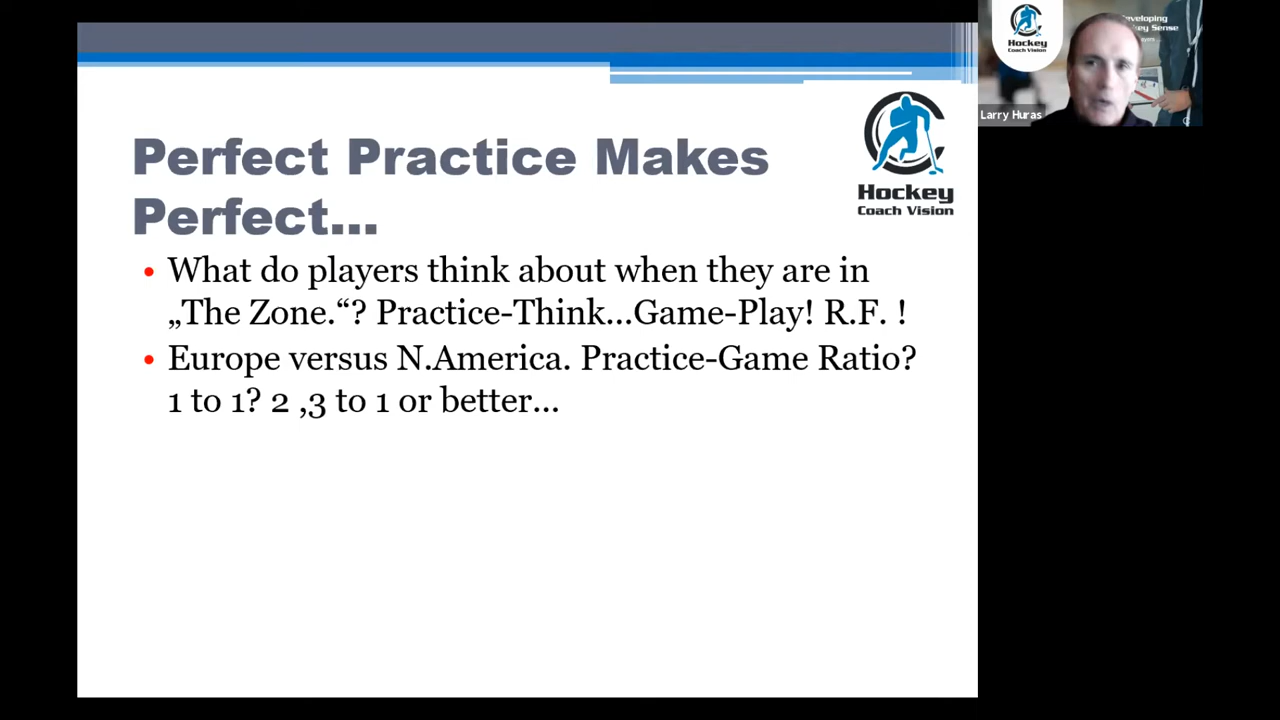 Perfect Practice Makes
Perfect...
• What do players think about when they are in
„The Zone.“? Practice-Think...Game-Play! R.F. !
• Europe versus N.America. Practice-Game Ratio?
1 to 1? 2 ,3 to 1 or better...
Hockey
Coach Vision
Hockey
Coach Vision
Larry Huras